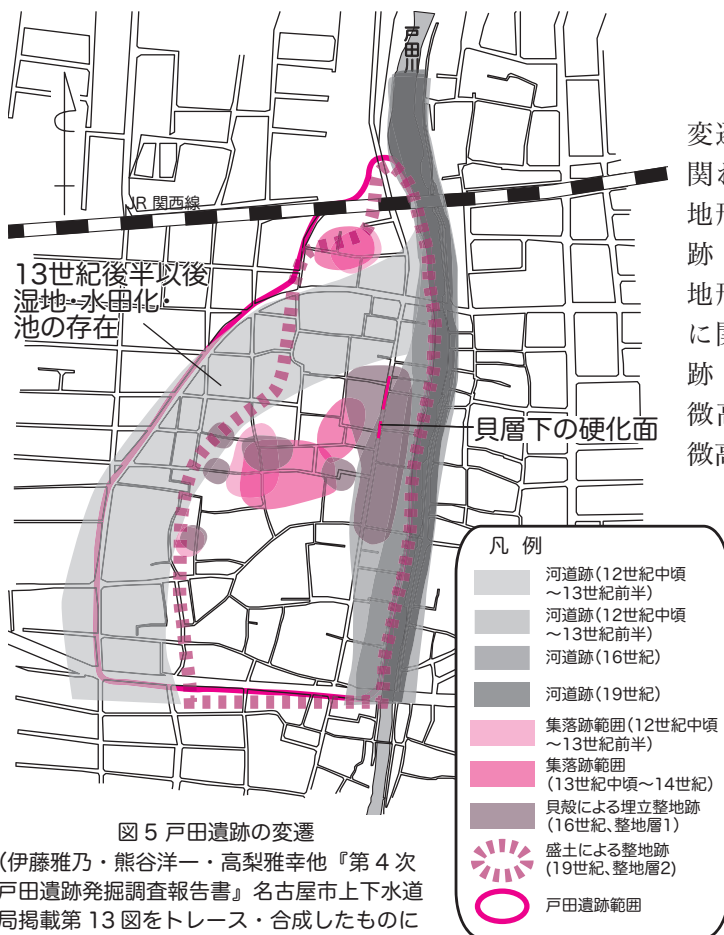 戸田川
JR 関西線
13世紀後半以後
湿地・水田化・
池の存在
貝層下の硬化面
変遷
地形
跡
地形
に関
跡
微高
微高
凡 例
河道跡(12世紀中頃
～13世紀前半)
河道跡(12世紀中頃
～13世紀前半)
河道跡(16世紀)
河道跡(19世紀)
集落跡範囲(12世紀中頃
～13世紀前半)
集落跡範囲
(13世紀中頃～14世紀)
貝殻による埋立整地跡
(16世紀、整地層1)
盛土による整地跡
(19世紀、整地層2)
戸田遺跡範囲
図 5 戸田遺跡の変遷
(伊藤雅乃・熊谷洋一・高梨雅幸他『第 4 次
戸田遺跡発掘調査報告書』名古屋市上下水道
局掲載第 13 図をトレース・合成したものに